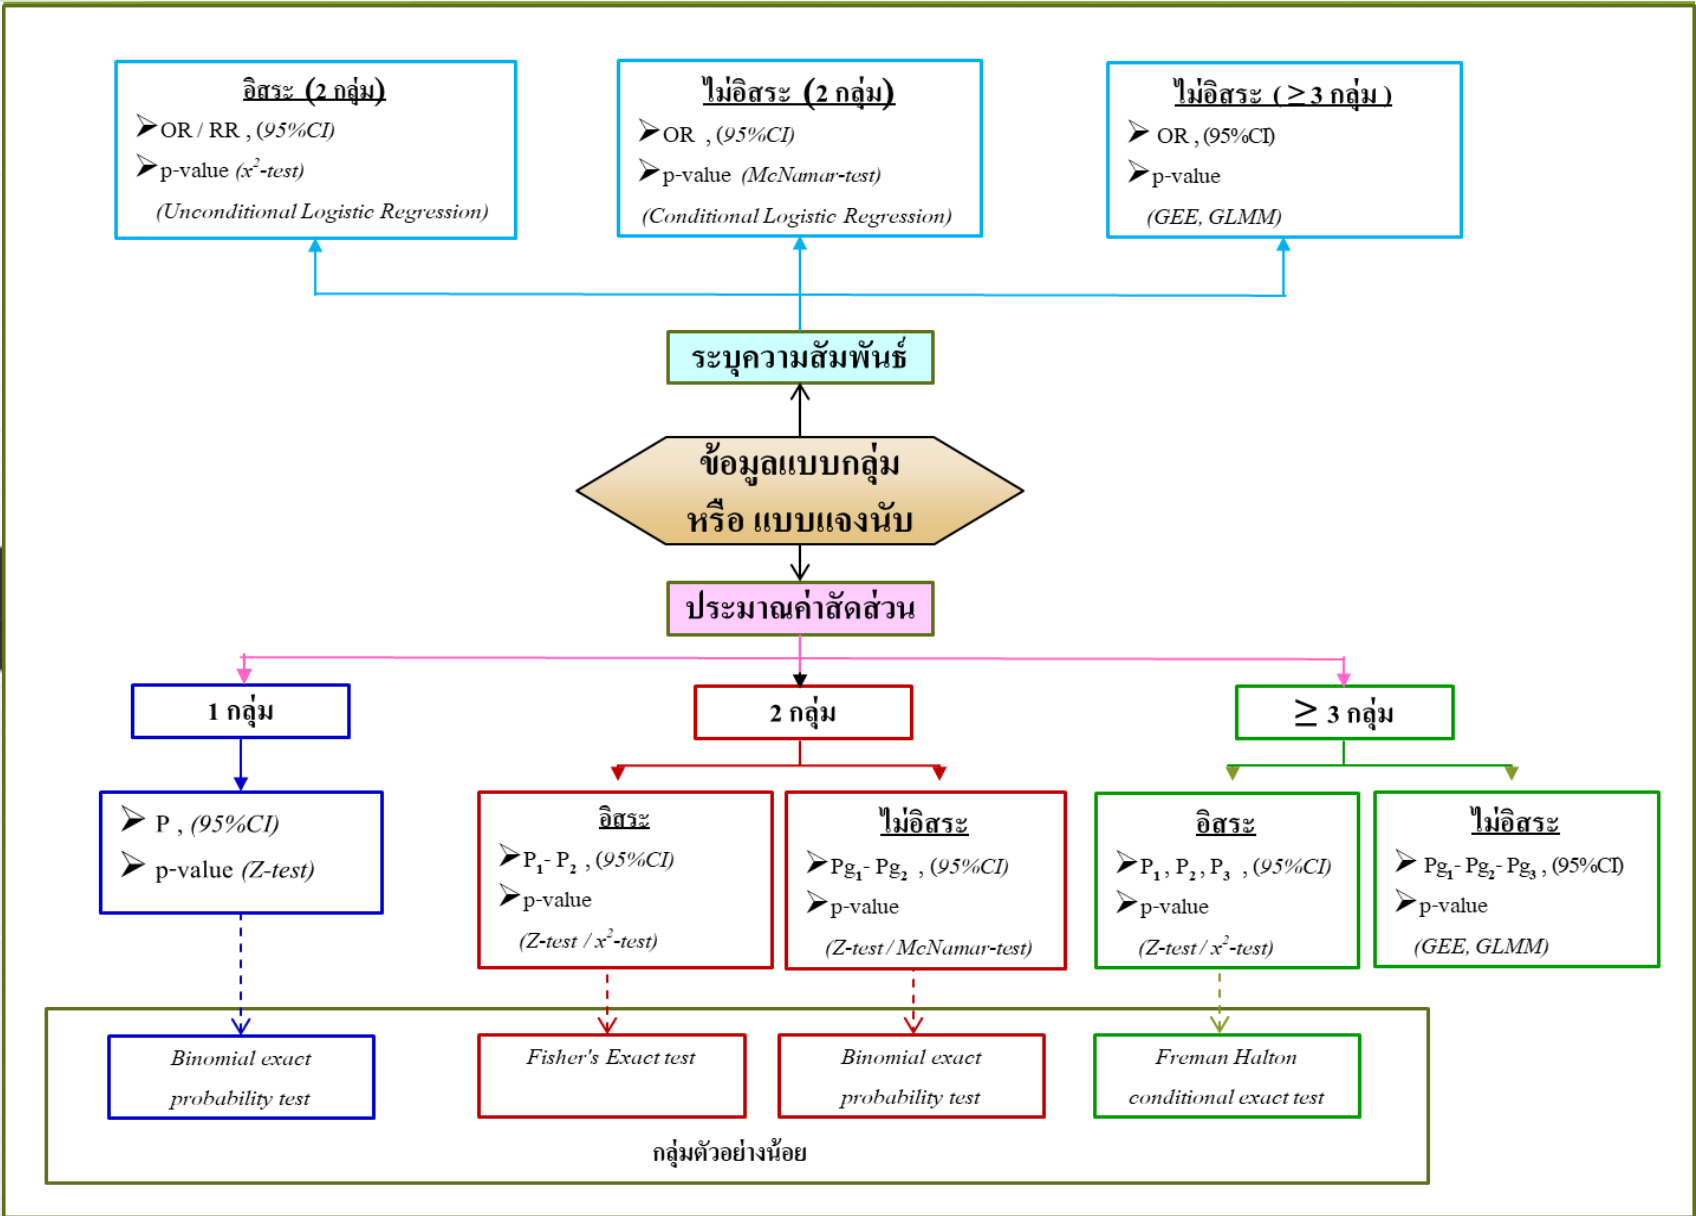 อิสระ (2 กลุ่ม)
➢OR / RR , (95%CI)
➢p-value (x²-test)
(Unconditional Logistic Regression)
ไม่อิสระ (2 กลุ่ม)
➢OR , (95%CI)
➢p-value (McNamar-test)
(Conditional Logistic Regression)
ไม่อิสระ ( ≥ 3 กลุ่ม )
➢ OR , (95%CI)
➢ p-value
(GEE, GLMM)
ระบุความสัมพันธ์
ข้อมูลแบบกลุ่ม
หรือ แบบแจงนับ
ประมาณค่าสัดส่วน
1 กลุ่ม
2 กลุ่ม
≥ 3 กลุ่ม
➢ P , (95%CI)
➢ p-value (Z-test)
อิสระ
➢P₁- P₂ , (95%CI)
➢p-value
(Z-test / x²-test)
ไม่อิสระ
➢Pg₁- Pg₂ , (95%CI)
➢p-value
(Z-test / McNamar-test)
อิสระ
➢P₁ , P₂ , P₃ , (95%CI)
➢p-value
(Z-test / x²-test)
ไม่อิสระ
➢ Pg₁- Pg₂- Pg₃ , (95%CI)
➢p-value
(GEE, GLMM)
Binomial exact
probability test
Fisher's Exact test
Binomial exact
probability test
Freman Halton
conditional exact test
กลุ่มตัวอย่างน้อย